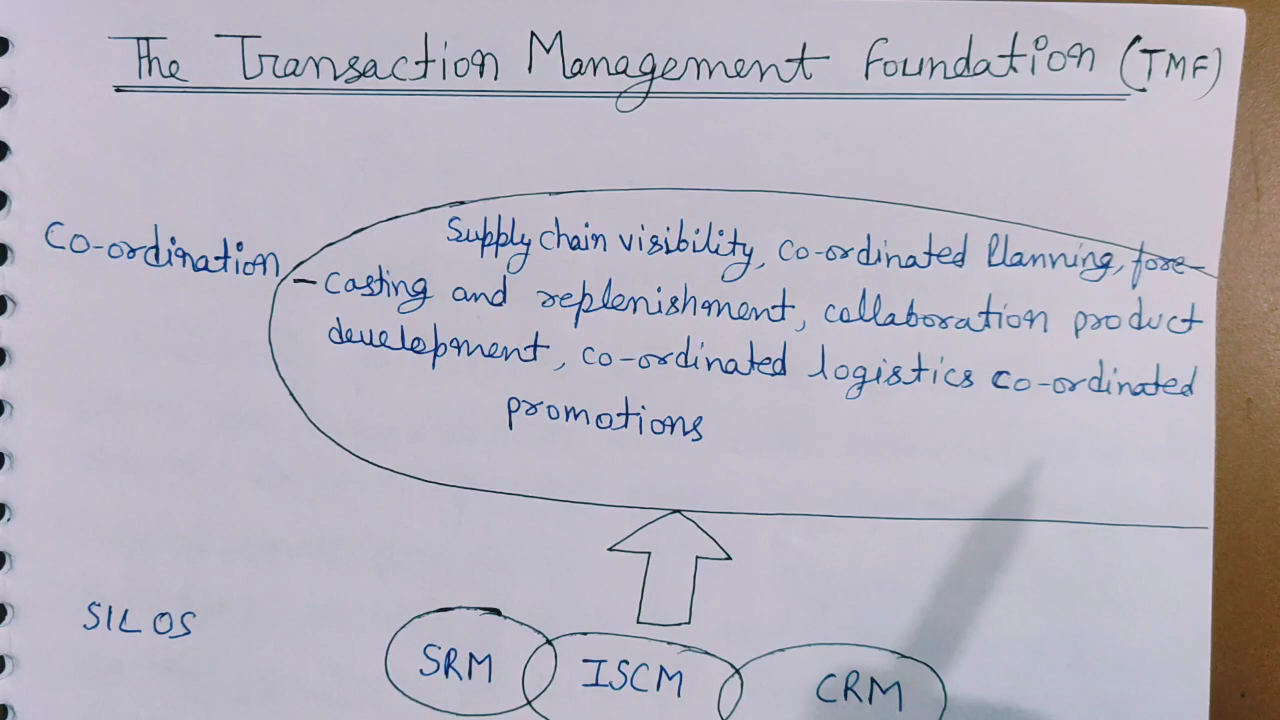 The Transaction Management Foundation (TMF)
Co-ordination
Supply chain visibility, co-ordinated Planning, fore-
-casting and replenishment, collaboration product
development, co-ordinated logistics co-ordinated
promotions
SILOS
SRM ISCM CRM